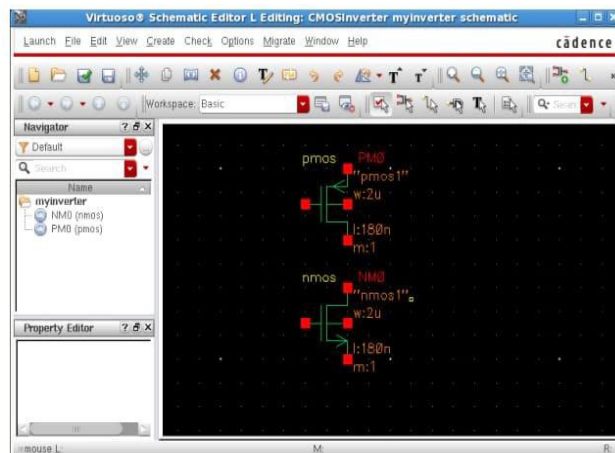 Virtuoso® Schematic Editor L Editing: CMOSInverter myinverter schematic
Launch File Edit View Create Check Options Migrate Window Help
cādence
Workspace: Basic
Navigator
Default
Search
Name
myinverter
NM0 (nmos)
PM0 (pmos)
Property Editor
pmos PM0
"pmos1"
w:2u
l:180n
m:1
nmos NM0
"nmos1"
w:2u
l:180n
m:1
mouse L: M: R: